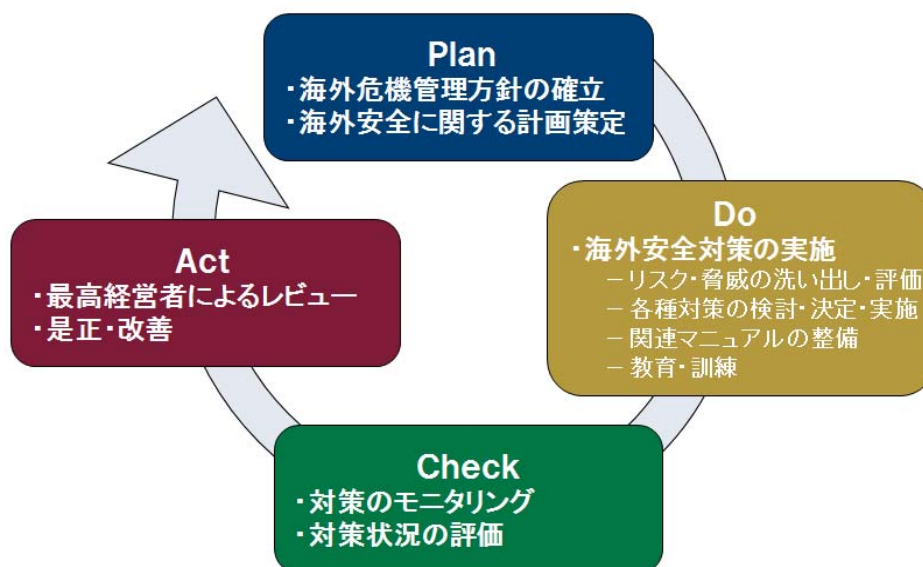 Plan
・海外危機管理方針の確立
・海外安全に関する計画策定
Do
・海外安全対策の実施
－リスク・脅威の洗い出し・評価
－各種対策の検討・決定・実施
－関連マニュアルの整備
－教育・訓練
Check
・対策のモニタリング
・対策状況の評価
Act
・最高経営者によるレビュー
・是正・改善